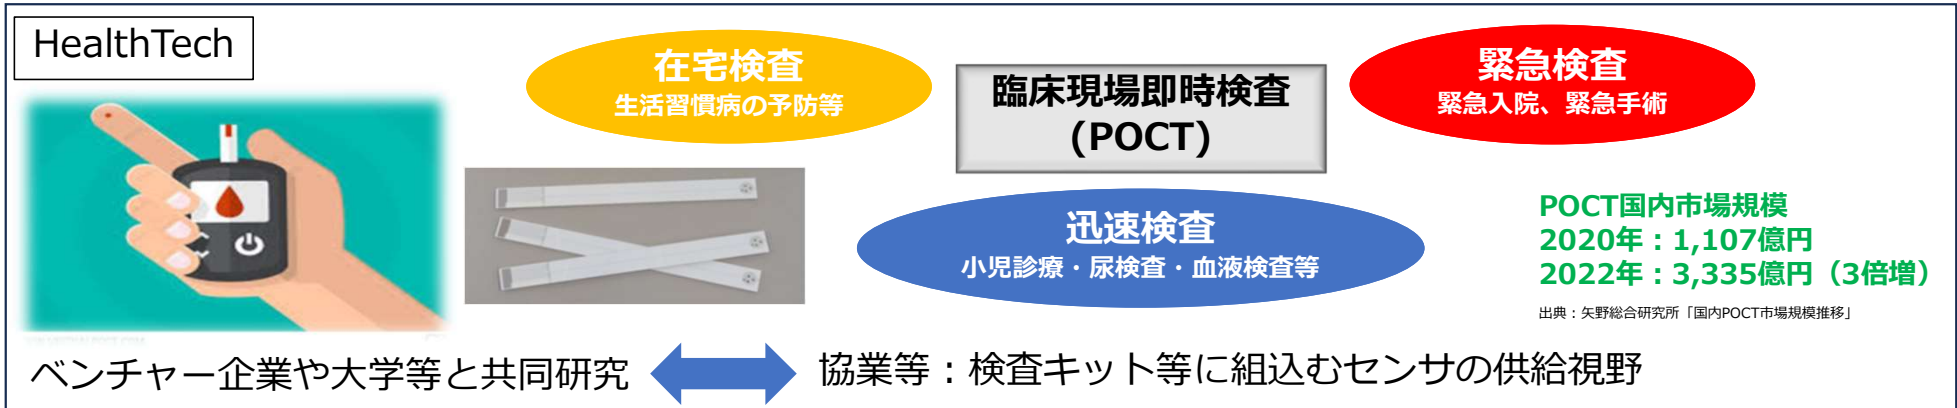 HealthTech
在宅検査
生活習慣病の予防等
臨床現場即時検査
(POCT)
緊急検査
緊急入院、緊急手術
迅速検査
小児診療・尿検査・血液検査等
POCT国内市場規模
2020年：1,107億円
2022年：3,335億円（3倍増）
出典：矢野総合研究所「国内POCT市場規模推移」
ベンチャー企業や大学等と共同研究
協業等：検査キット等に組込むセンサの供給視野